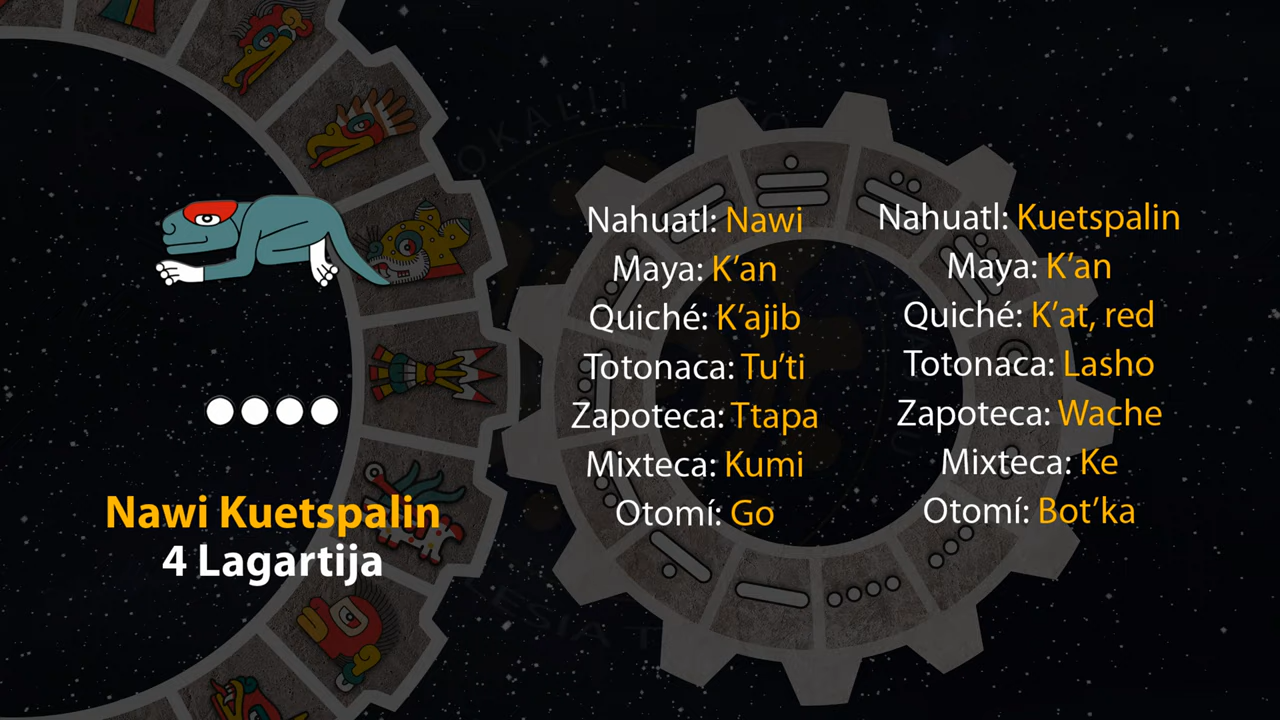 Nawi Kuetspalin
4 Lagartija
Nahuatl: Nawi
Maya: K’an
Quiché: K’ajib
Totonaca: Tu’ti
Zapoteca: Ttapa
Mixteca: Kumi
Otomí: Go
Nahuatl: Kuetspalin
Maya: K’an
Quiché: K’at, red
Totonaca: Lasho
Zapoteca: Wache
Mixteca: Ke
Otomí: Bot’ka